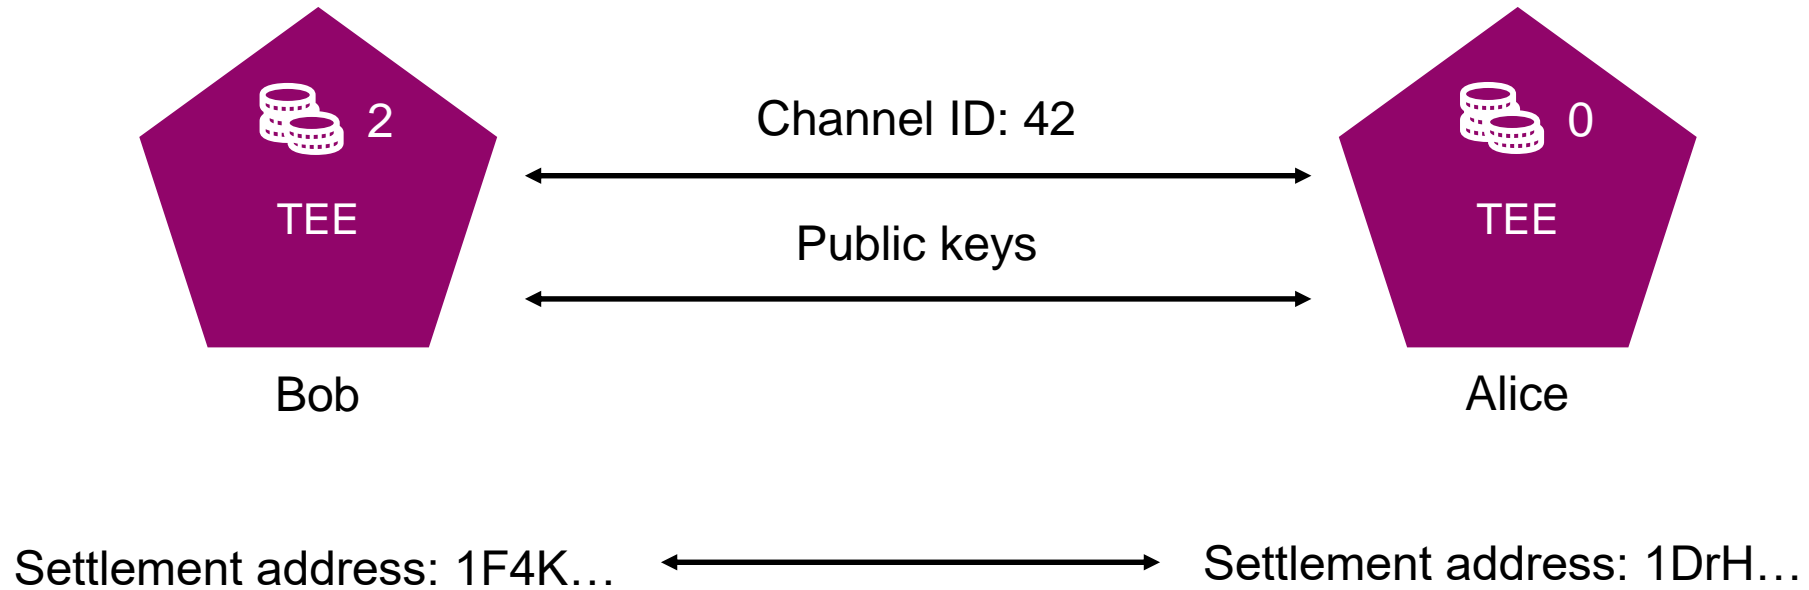 2
Channel ID: 42
0
TEE
Public keys
TEE
Bob
Alice
Settlement address: 1F4K…
Settlement address: 1DrH…